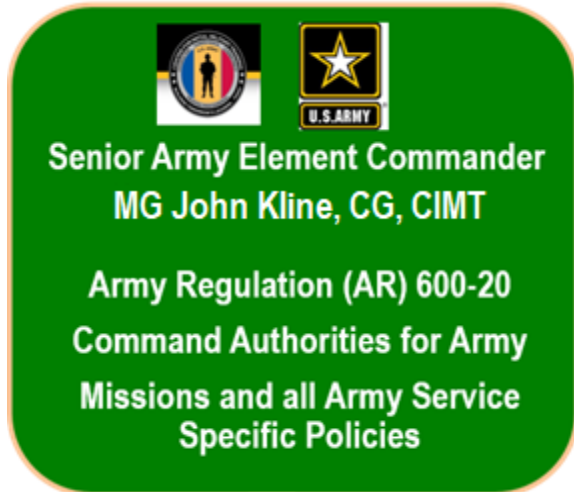 U.S.ARMY
Senior Army Element Commander
MG John Kline, CG, CIMT
Army Regulation (AR) 600-20
Command Authorities for Army
Missions and all Army Service
Specific Policies